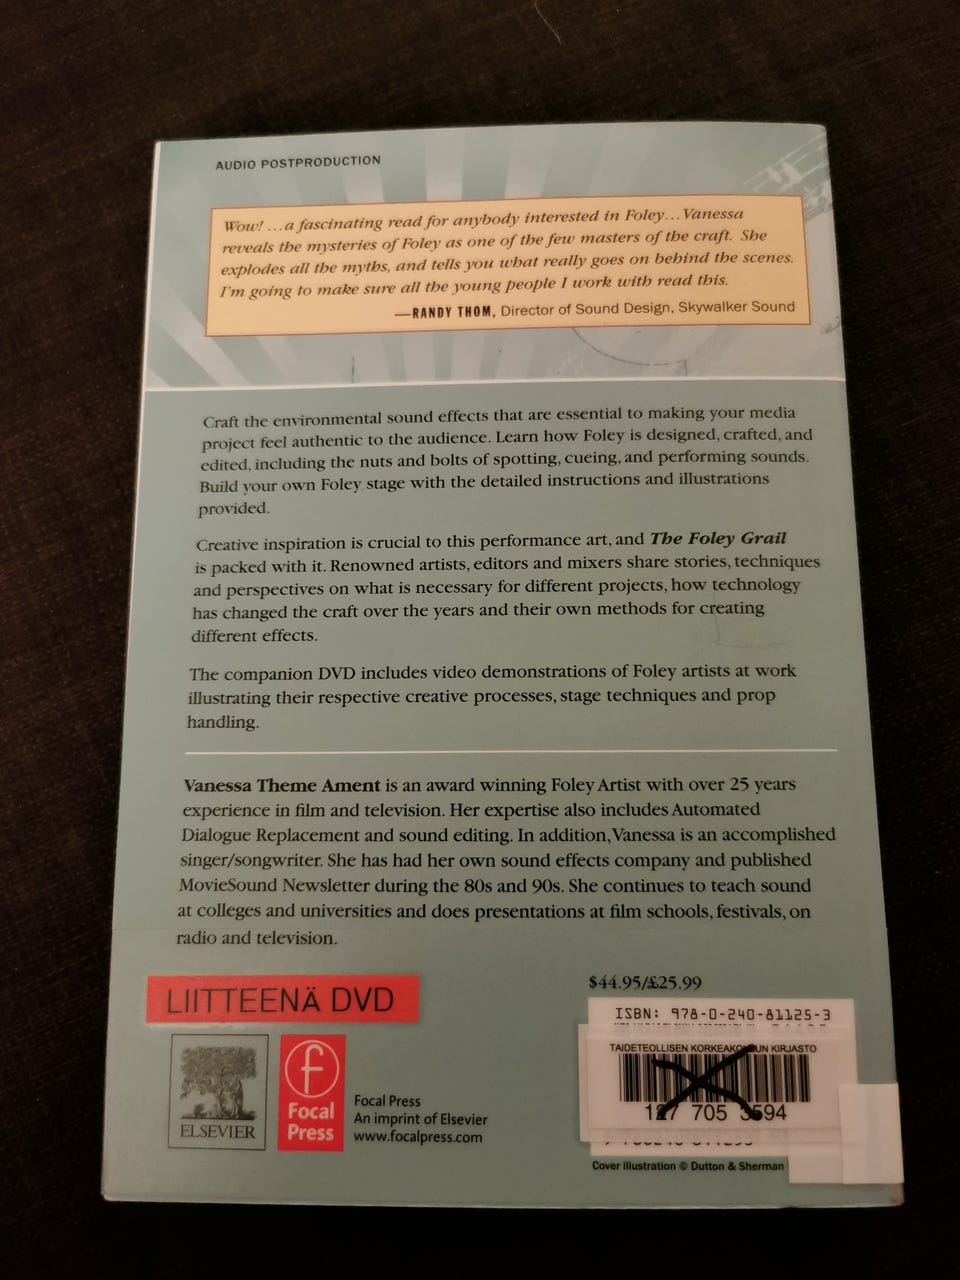 AUDIO POSTPRODUCTION
Wow! ...a fascinating read for anybody interested in Foley...Vanessa
reveals the mysteries of Foley as one of the few masters of the craft. She
explodes all the myths, and tells you what really goes on behind the scenes.
I'm going to make sure all the young people I work with read this.
—RANDY THOM, Director of Sound Design, Skywalker Sound
Craft the environmental sound effects that are essential to making your media
project feel authentic to the audience. Learn how Foley is designed, crafted, and
edited, including the nuts and bolts of spotting, cueing, and performing sounds.
Build your own Foley stage with the detailed instructions and illustrations
provided.
Creative inspiration is crucial to this performance art, and The Foley Grail
is packed with it. Renowned artists, editors and mixers share stories, techniques
and perspectives on what is necessary for different projects, how technology
has changed the craft over the years and their own methods for creating
different effects.
The companion DVD includes video demonstrations of Foley artists at work
illustrating their respective creative processes, stage techniques and prop
handling.
Vanessa Theme Ament is an award winning Foley Artist with over 25 years
experience in film and television. Her expertise also includes Automated
Dialogue Replacement and sound editing. In addition, Vanessa is an accomplished
singer/songwriter. She has had her own sound effects company and published
MovieSound Newsletter during the 80s and 90s. She continues to teach sound
at colleges and universities and does presentations at film schools, festivals, on
radio and television.
LIITTEENÄ DVD
ELSEVIER
Focal
Press
Focal Press
An imprint of Elsevier
www.focalpress.com
$44.95/£25.99
ISBN: 978-0-240-81125-3
TAIDETEOLLISEN KORKEAKOULUN KIRJASTO
127 705 3594
Cover illustration © Dutton & Sherman